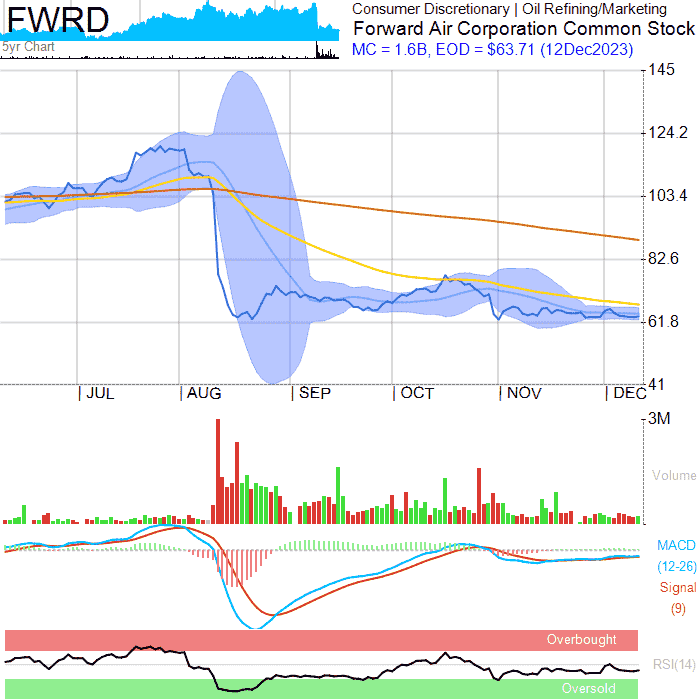 FWRD
5yr Chart
Consumer Discretionary | Oil Refining/Marketing
Forward Air Corporation Common Stock
MC = 1.6B, EOD = $63.71 (12Dec2023)
145
124.2
103.4
82.6
61.8
41
JUL
AUG
SEP
OCT
NOV
DEC
3M
Volume
MACD
(12-26)
Signal
(9)
Overbought
RSI(14)
Oversold